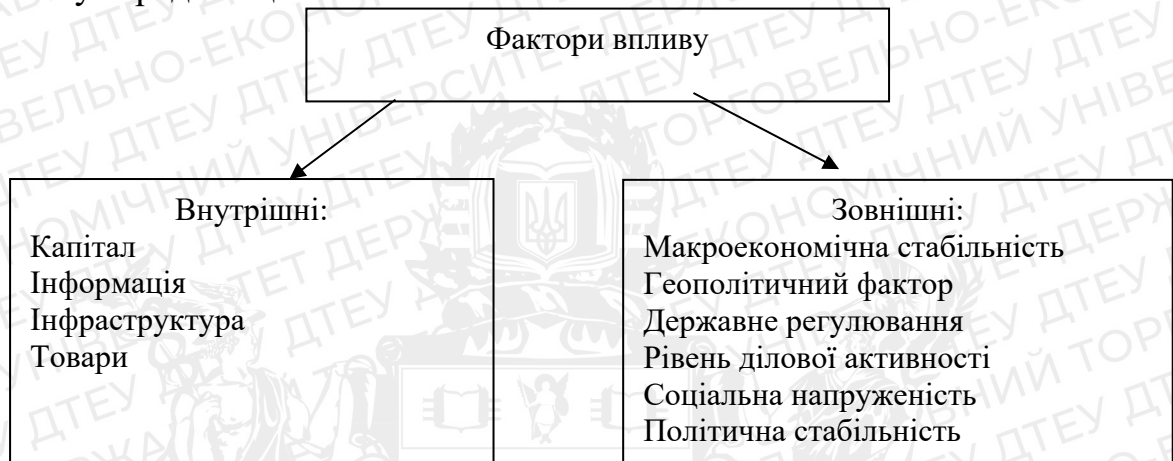 Фактори впливу
Внутрішні:
Капітал
Інформація
Інфраструктура
Товари
Зовнішні:
Макроекономічна стабільність
Геополітичний фактор
Державне регулювання
Рівень ділової активності
Соціальна напруженість
Політична стабільність